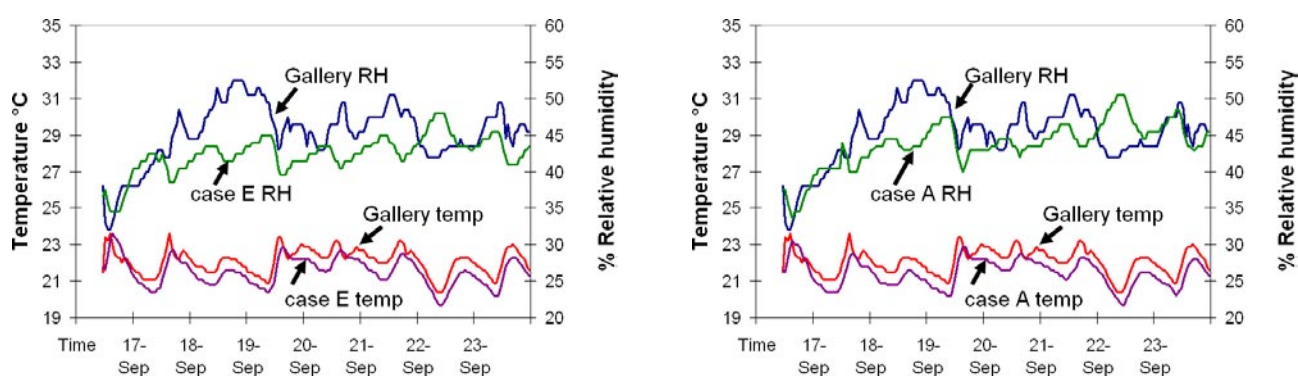 Temperature °C
35
33
31
29
27
25
23
21
19
60
55
50
45
40
35
30
25
20
% Relative humidity
Gallery RH
case E RH
Gallery temp
case E temp
Time 17- 18- 19- 20- 21- 22- 23-
Sep Sep Sep Sep Sep Sep Sep
Temperature °C
35
33
31
29
27
25
23
21
19
60
55
50
45
40
35
30
25
20
% Relative humidity
Gallery RH
case A RH
Gallery temp
case A temp
Time 17- 18- 19- 20- 21- 22- 23-
Sep Sep Sep Sep Sep Sep Sep